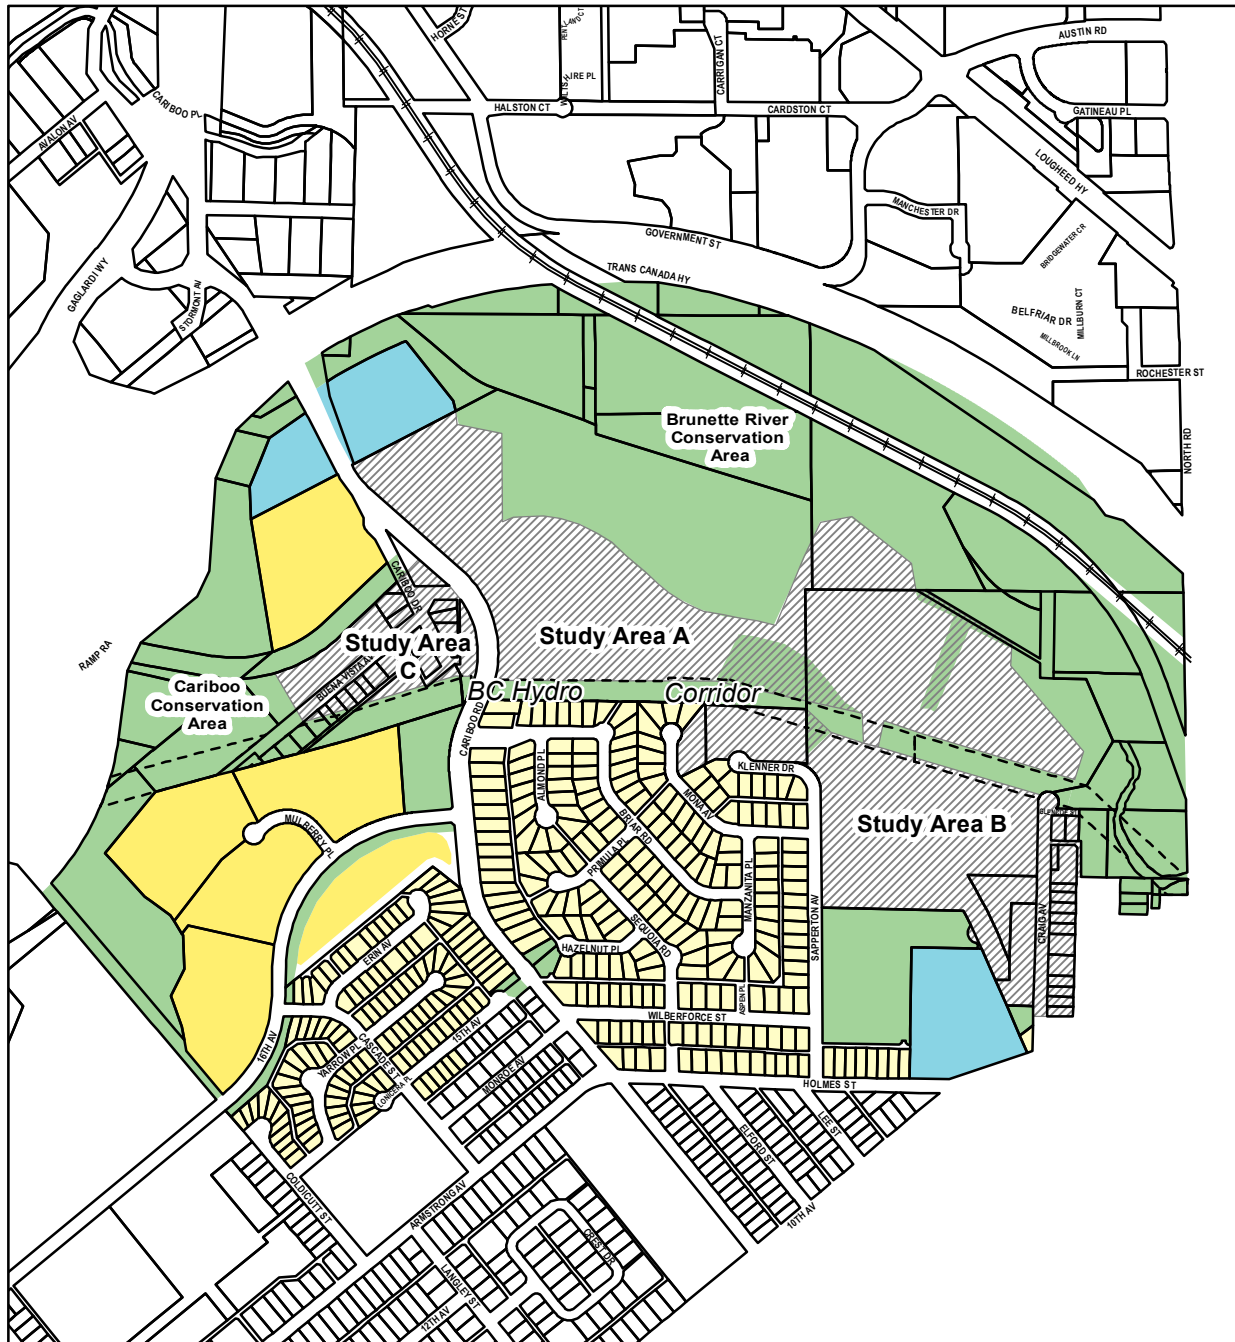 HORNE ST
PENTLAND CT
WILTSHIRE PL
CARRIGAN CT
AUSTIN RD
CARIBOO PL
HALSTON CT
CARDSTON CT
GATINEAU PL
AVALON AV
LOUGHEED HY
MANCHESTER DR
GOVERNMENT ST
BRIDGEWATER CR
TRANS CANADA HY
GAGLARDI WY
STORMONT AV
BELFRIAR DR
MILLBURN CT
MILLBROOK LN
ROCHESTER ST
NORTH RD
Brunette River
Conservation
Area
CARIBOO DR
RAMP RA
Study Area A
Study Area
C
BUENA VISTA AV
Cariboo
Conservation
Area
BC Hydro
Corridor
CARIBOO RD
KLENNER DR
ALMOND PL
MONA AV
BRIAR RD
Study Area B
MULBERRY PL
PRIMULA PL
MANZANITA PL
SAPPERTON AV
CRAIG AV
SEQUOIA RD
HAZELNUT PL
ERIN AV
ASPEN PL
WILBERFORCE ST
16TH AV
YARROW PL
CASCADE ST
15TH AV
LONICERA PL
MONROE AV
HOLMES ST
LEE ST
ELFORD ST
10TH AV
COLDICUTT ST
ARMSTRONG AV
CREST DR
LANGLEY ST
12TH AV